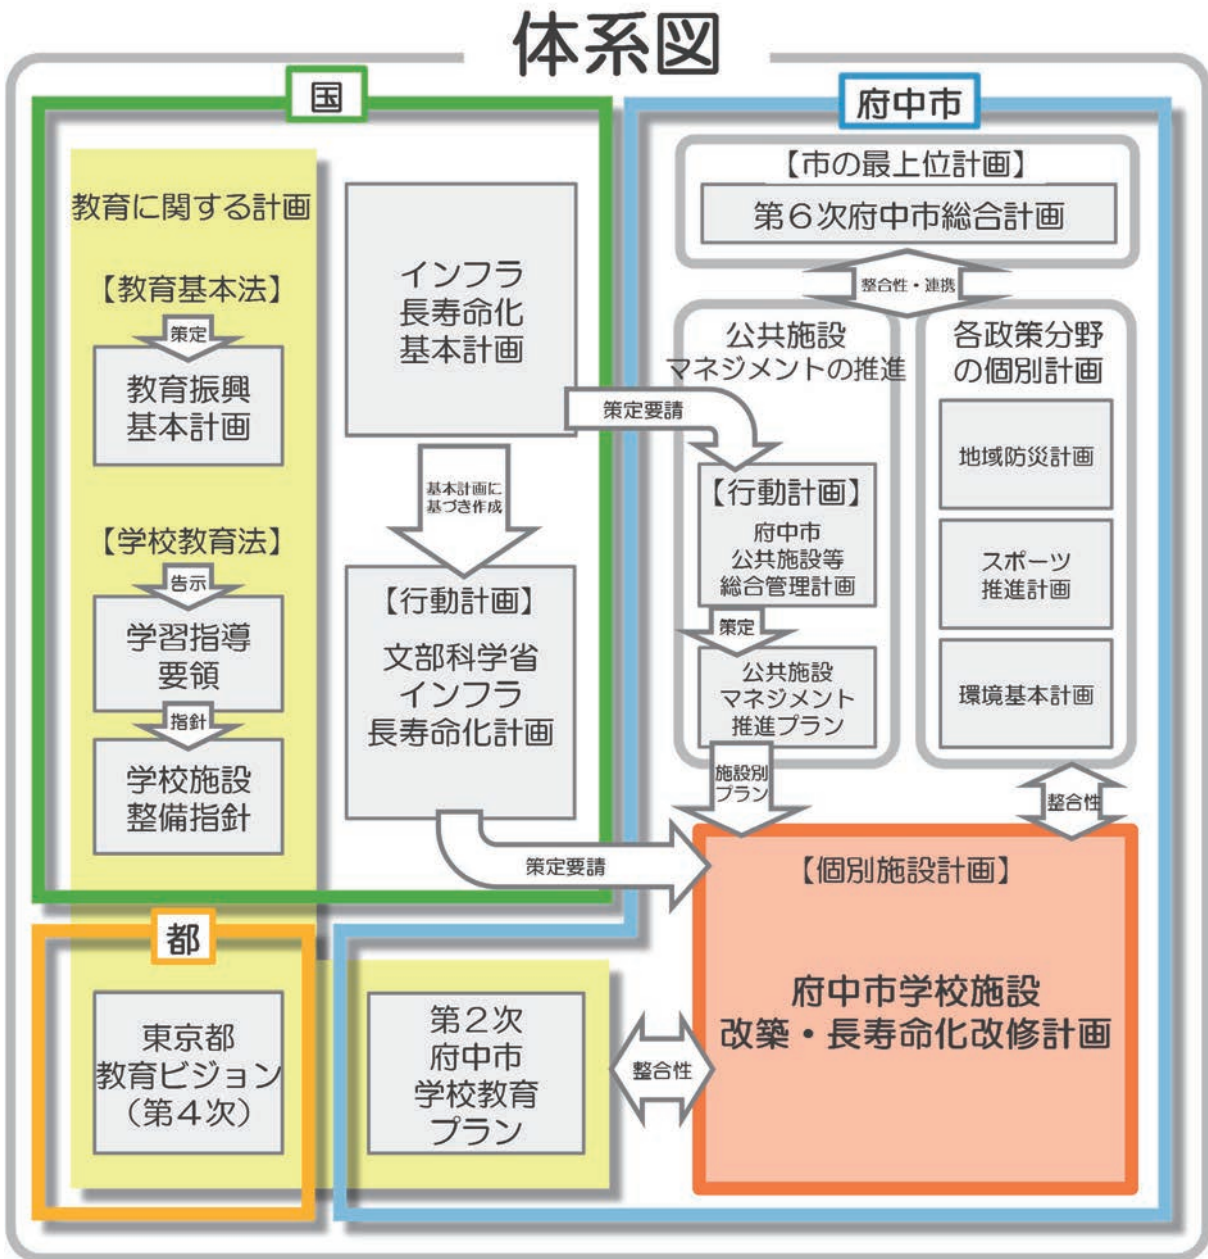 体系図
国
教育に関する計画
【教育基本法】
策定
教育振興
基本計画
【学校教育法】
告示
学習指導
要領
指針
学校施設
整備指針
インフラ
長寿命化
基本計画
基本計画に
基づき作成
【行動計画】
文部科学省
インフラ
長寿命化計画
策定要請
策定要請
府中市
【市の最上位計画】
第6次府中市総合計画
整合性・連携
公共施設
マネジメントの推進
【行動計画】
府中市
公共施設等
総合管理計画
策定
公共施設
マネジメント
推進プラン
施設別
プラン
各政策分野
の個別計画
地域防災計画
スポーツ
推進計画
環境基本計画
整合性
【個別施設計画】
府中市学校施設
改築・長寿命化改修計画
都
東京都
教育ビジョン
（第4次）
第2次
府中市
学校教育
プラン
整合性